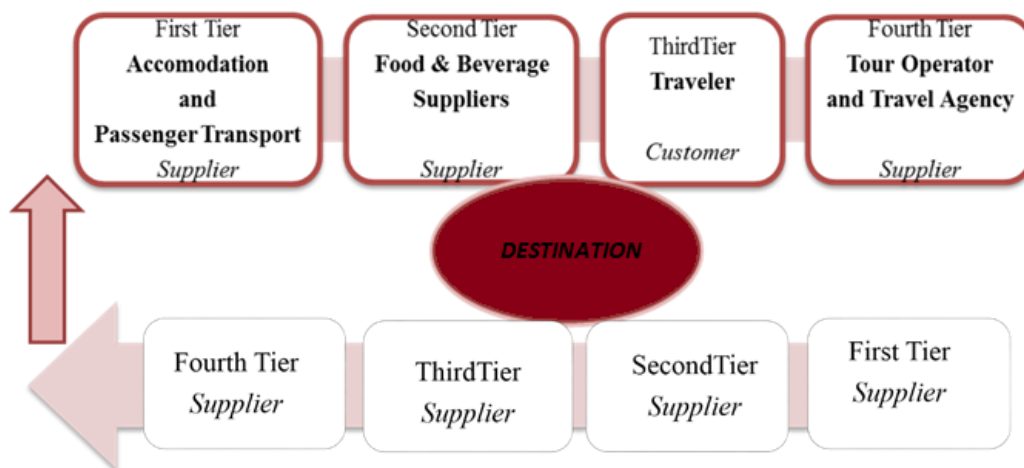 First Tier
Accomodation
and
Passenger Transport
Supplier
Second Tier
Food & Beverage
Suppliers
Supplier
ThirdTier
Traveler
Customer
Fourth Tier
Tour Operator
and Travel Agency
Supplier
DESTINATION
Fourth Tier
Supplier
ThirdTier
Supplier
SecondTier
Supplier
First Tier
Supplier